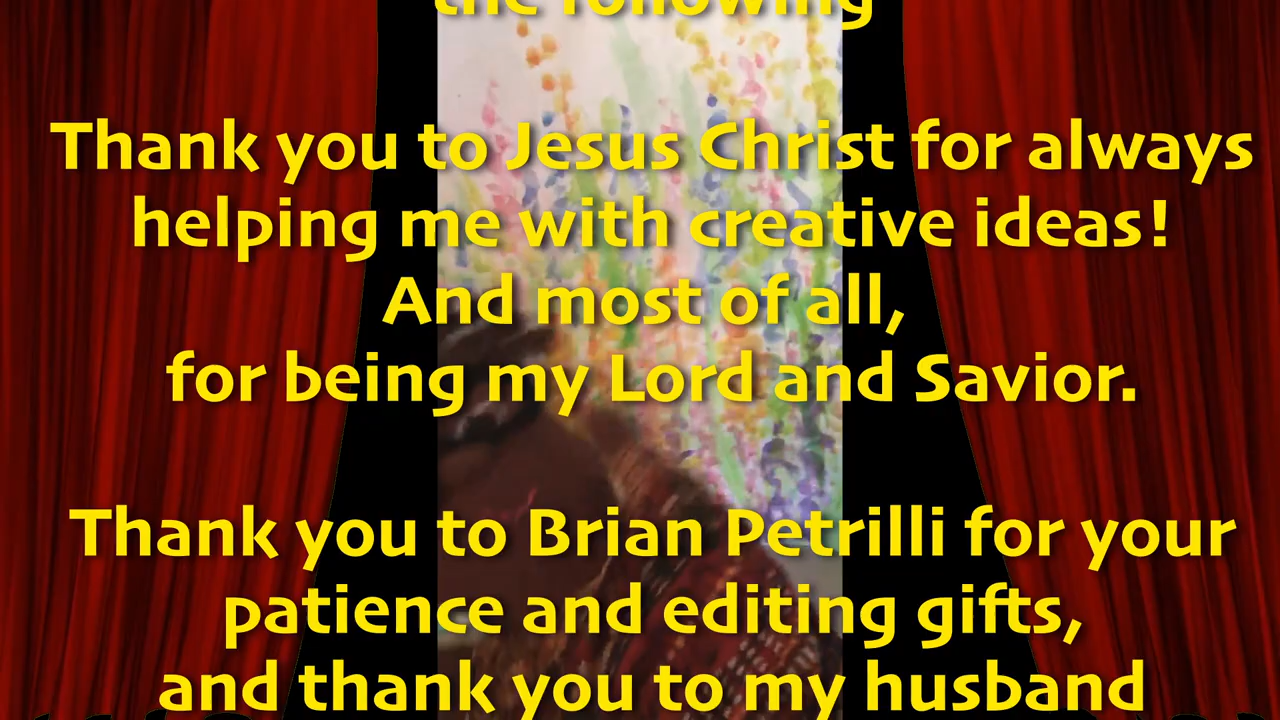 the following
Thank you to Jesus Christ for always
helping me with creative ideas!
And most of all,
for being my Lord and Savior.
Thank you to Brian Petrilli for your
patience and editing gifts,
and thank you to my husband